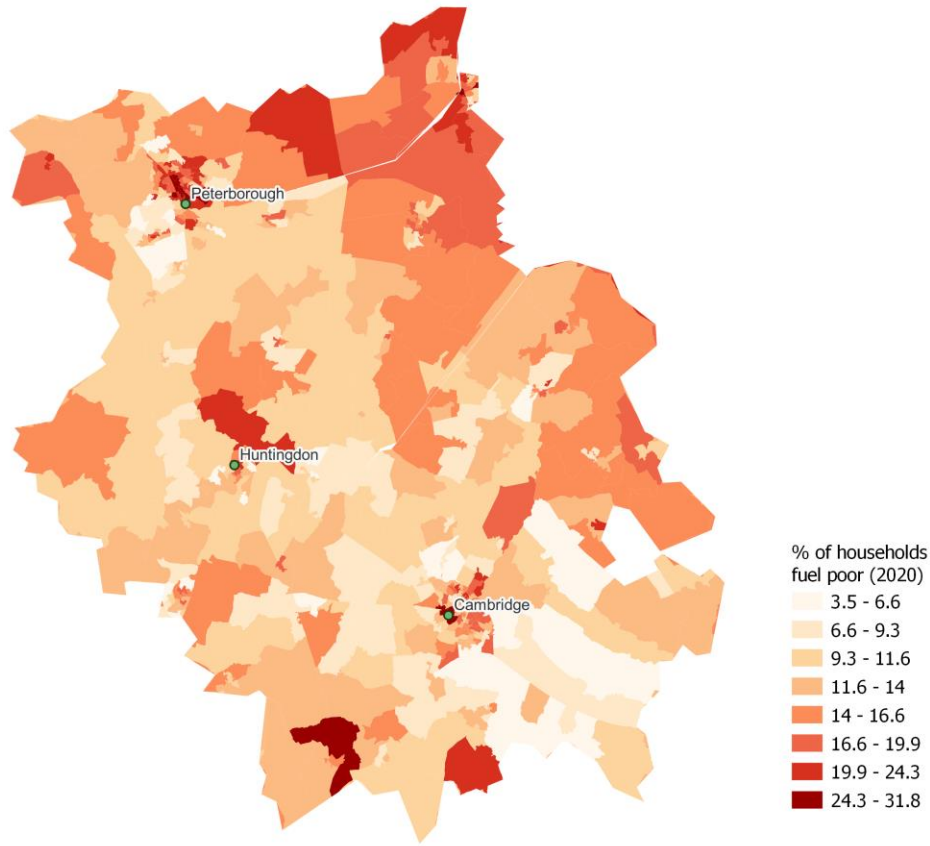 Peterborough
Huntingdon
Cambridge
% of households
fuel poor (2020)
3.5 - 6.6
6.6 - 9.3
9.3 - 11.6
11.6 - 14
14 - 16.6
16.6 - 19.9
19.9 - 24.3
24.3 - 31.8